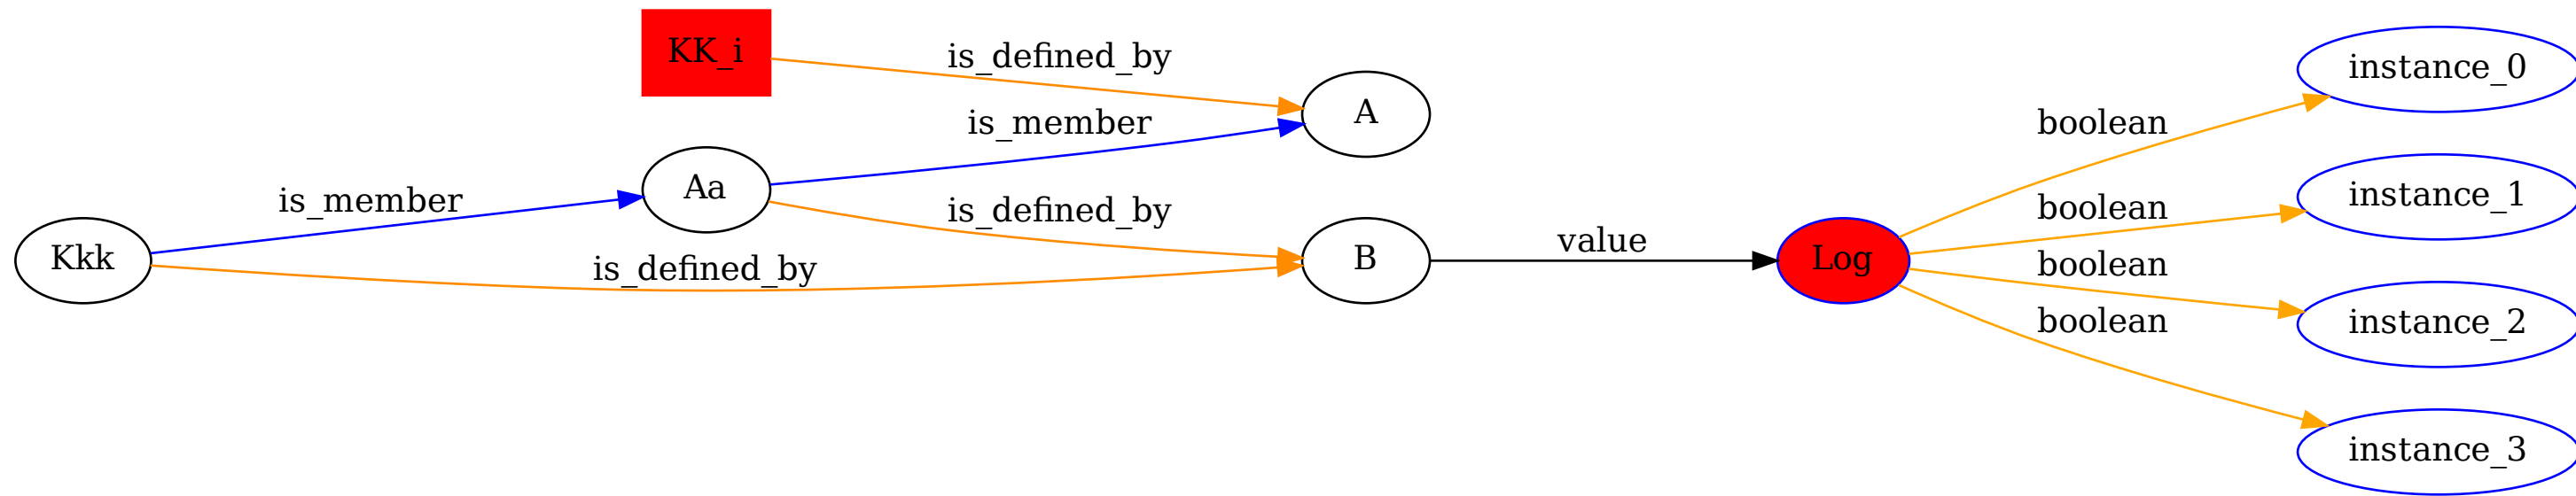 KK_i
is_defined_by
A
is_member
Aa
is_member
is_defined_by
Kkk
is_defined_by
B
value
Log
boolean
instance_0
boolean
instance_1
boolean
instance_2
boolean
instance_3